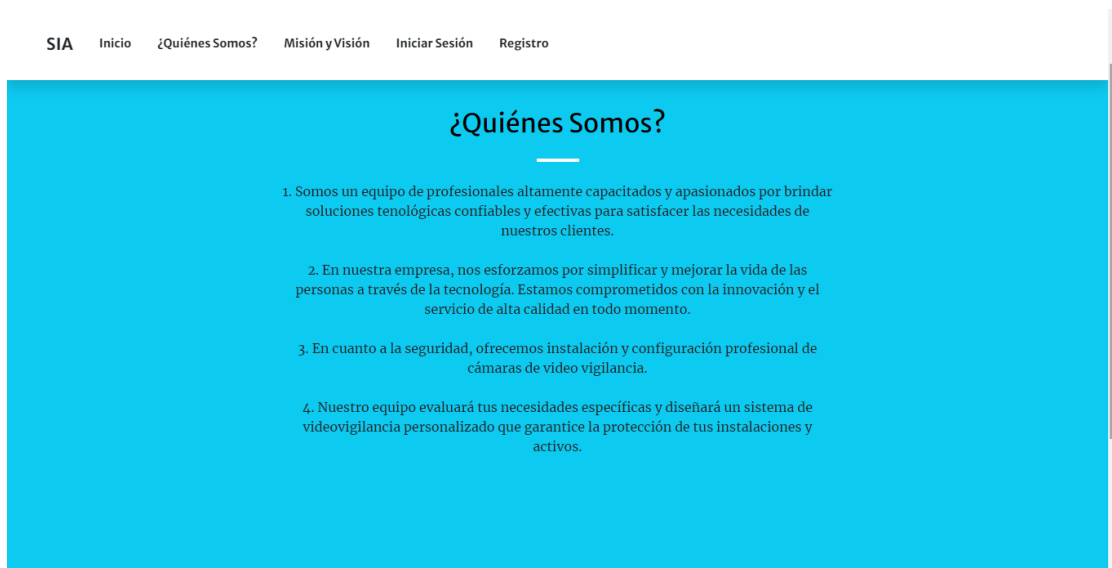 SIA Inicio ¿Quiénes Somos? Misión y Visión Iniciar Sesión Registro
¿Quiénes Somos?
1. Somos un equipo de profesionales altamente capacitados y apasionados por brindar
soluciones tenológicas confiables y efectivas para satisfacer las necesidades de
nuestros clientes.
2. En nuestra empresa, nos esforzamos por simplificar y mejorar la vida de las
personas a través de la tecnología. Estamos comprometidos con la innovación y el
servicio de alta calidad en todo momento.
3. En cuanto a la seguridad, ofrecemos instalación y configuración profesional de
cámaras de video vigilancia.
4. Nuestro equipo evaluará tus necesidades específicas y diseñará un sistema de
videovigilancia personalizado que garantice la protección de tus instalaciones y
activos.